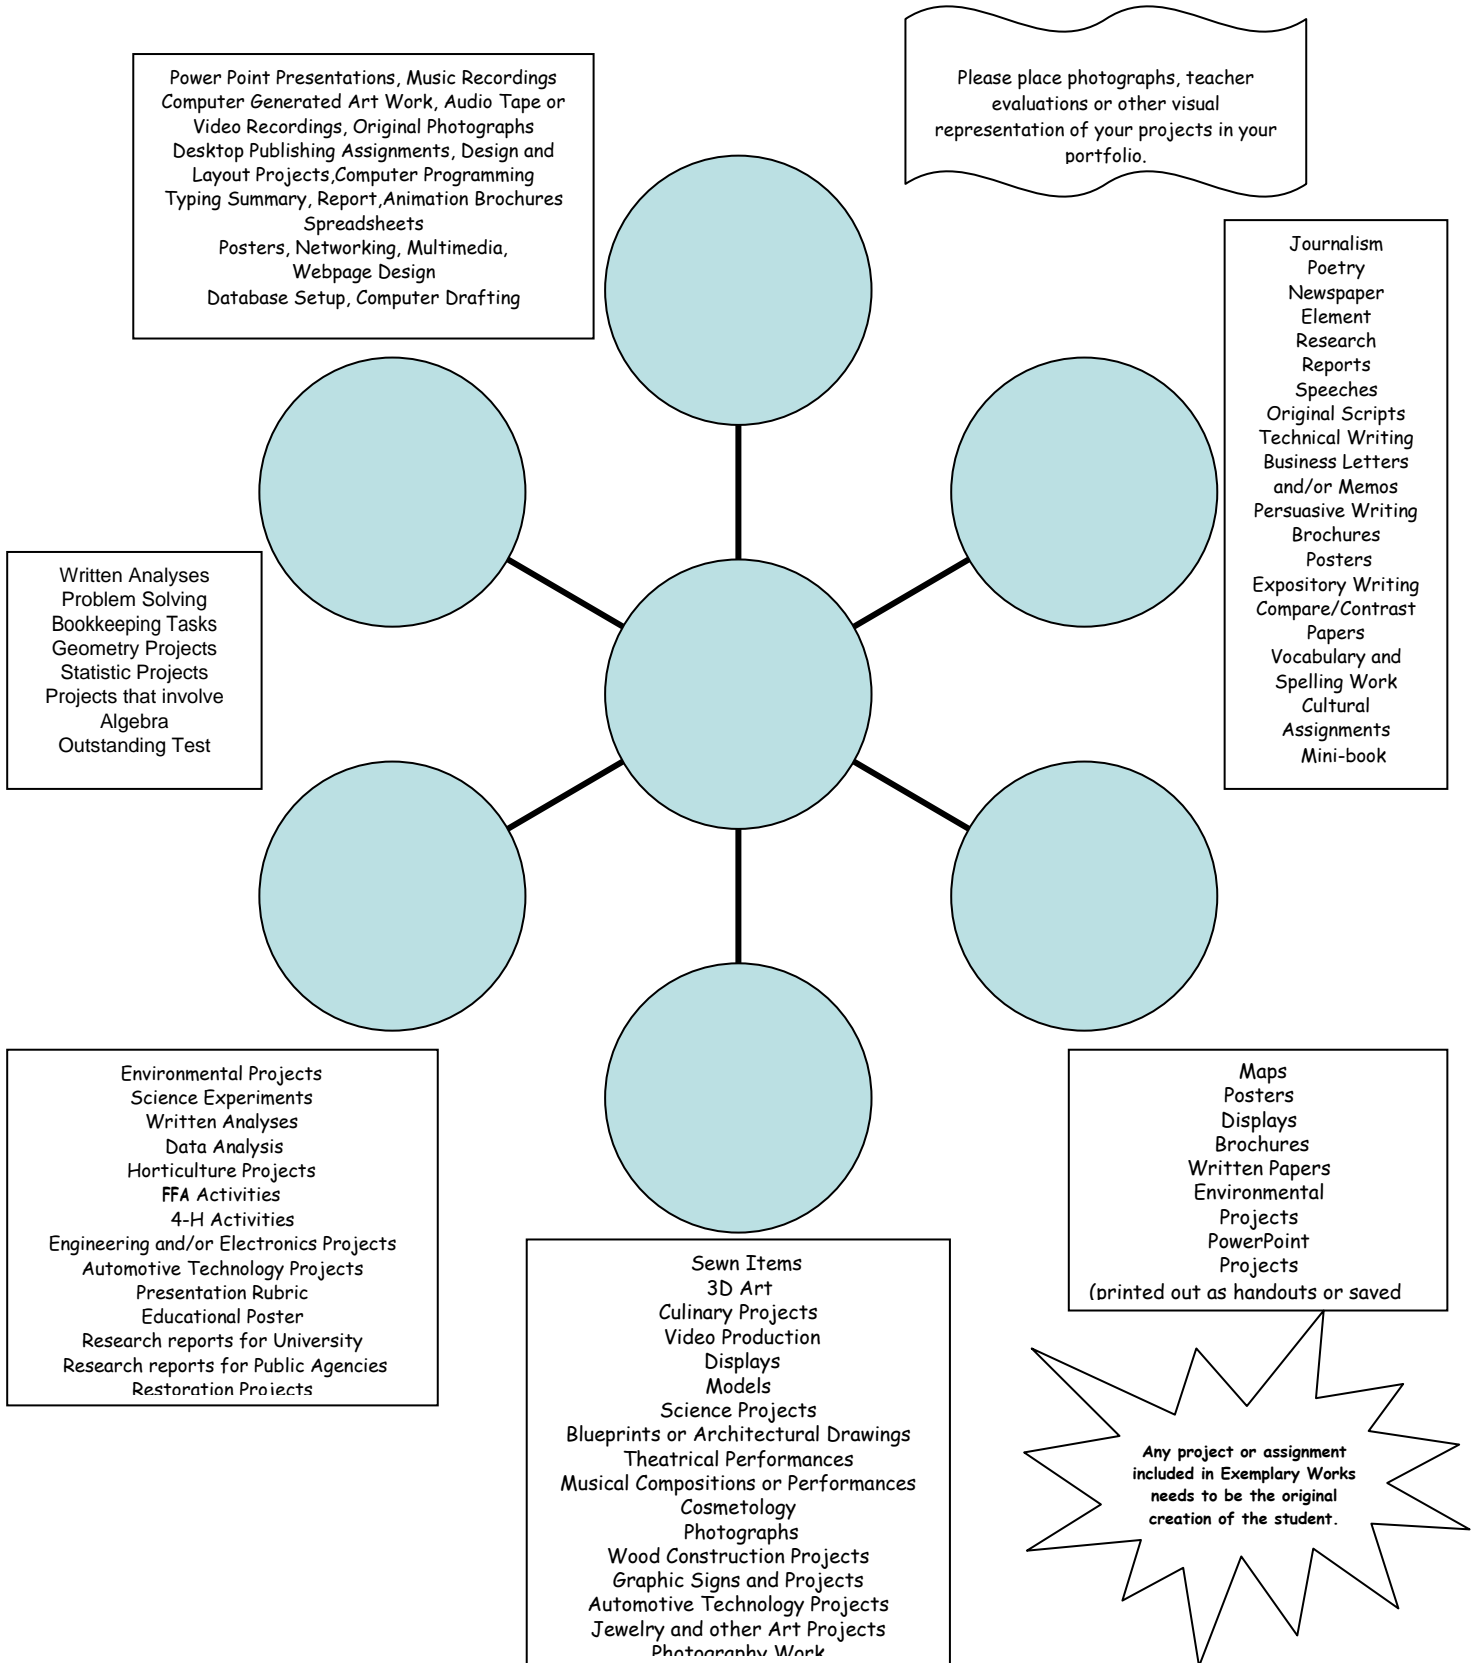 Power Point Presentations, Music Recordings
Computer Generated Art Work, Audio Tape or
Video Recordings, Original Photographs
Desktop Publishing Assignments, Design and
Layout Projects,Computer Programming
Typing Summary, Report,Animation Brochures
Spreadsheets
Posters, Networking, Multimedia,
Webpage Design
Database Setup, Computer Drafting
Please place photographs, teacher
evaluations or other visual
representation of your projects in your
portfolio.
Journalism
Poetry
Newspaper
Element
Research
Reports
Speeches
Original Scripts
Technical Writing
Business Letters
and/or Memos
Persuasive Writing
Brochures
Posters
Expository Writing
Compare/Contrast
Papers
Vocabulary and
Spelling Work
Cultural
Assignments
Mini-book
Written Analyses
Problem Solving
Bookkeeping Tasks
Geometry Projects
Statistic Projects
Projects that involve
Algebra
Outstanding Test
Environmental Projects
Science Experiments
Written Analyses
Data Analysis
Horticulture Projects
FFA Activities
4-H Activities
Engineering and/or Electronics Projects
Automotive Technology Projects
Presentation Rubric
Educational Poster
Research reports for University
Research reports for Public Agencies
Restoration Projects
Sewn Items
3D Art
Culinary Projects
Video Production
Displays
Models
Science Projects
Blueprints or Architectural Drawings
Theatrical Performances
Musical Compositions or Performances
Cosmetology
Photographs
Wood Construction Projects
Graphic Signs and Projects
Automotive Technology Projects
Jewelry and other Art Projects
Photography Work
Maps
Posters
Displays
Brochures
Written Papers
Environmental
Projects
PowerPoint
Projects
(printed out as handouts or saved
Any project or assignment
included in Exemplary Works
needs to be the original
creation of the student.